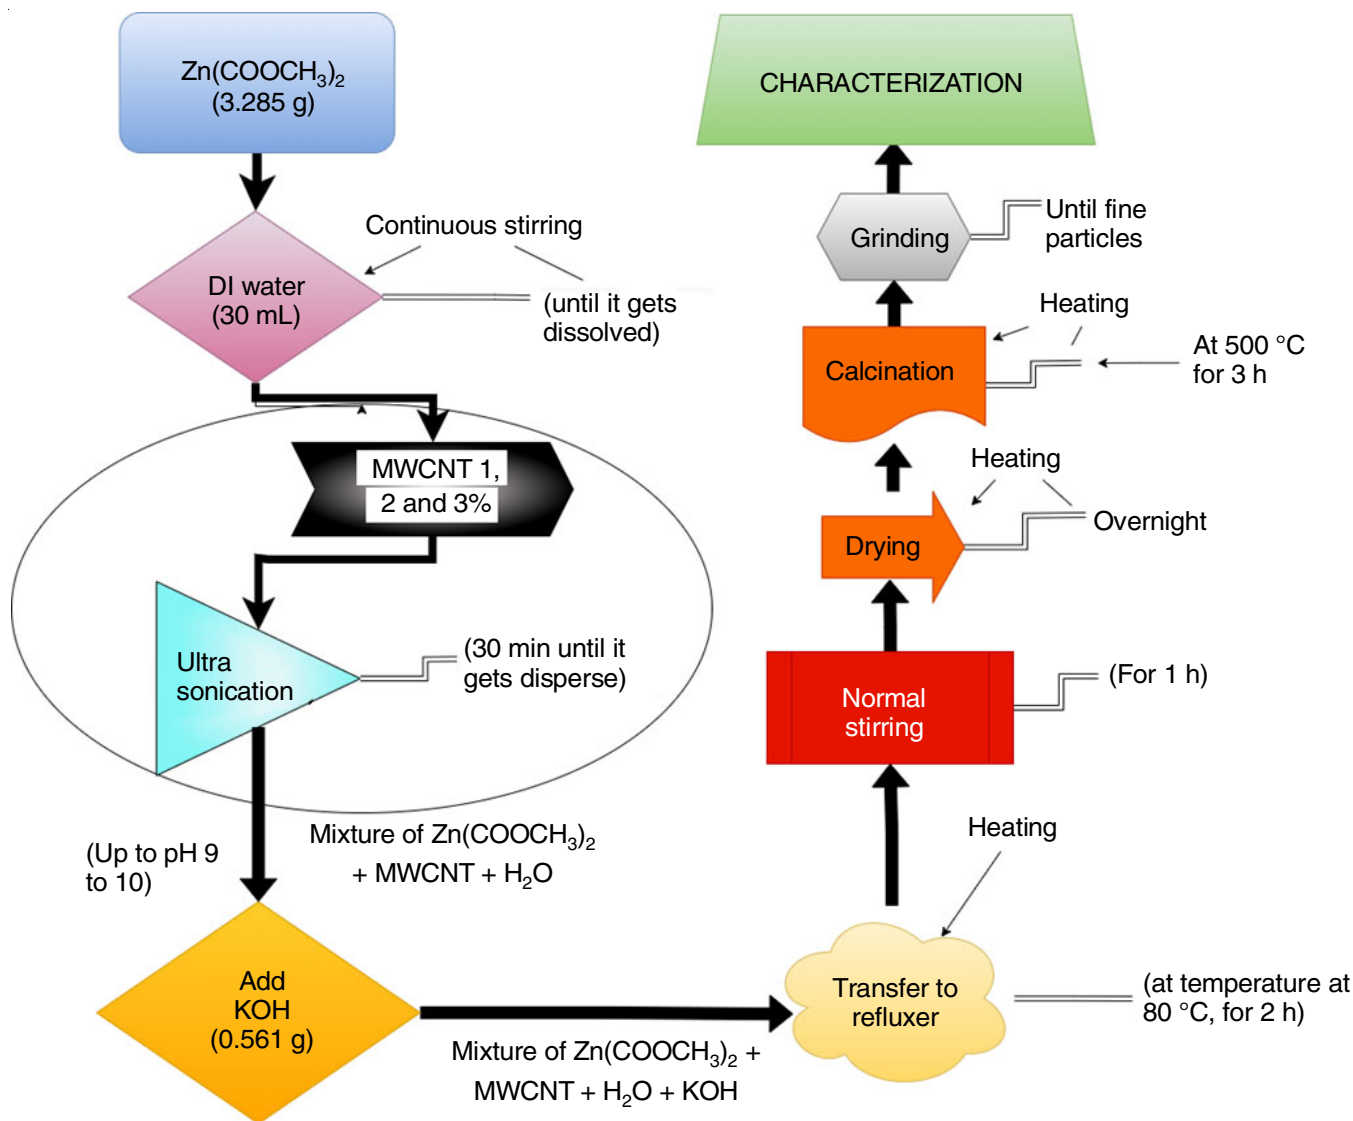 Zn(COOCH₃)₂
(3.285 g)
DI water
(30 mL)
Continuous stirring
(until it gets
dissolved)
MWCNT 1,
2 and 3%
Ultra
sonication
(30 min until it
gets disperse)
(Up to pH 9
to 10)
Mixture of Zn(COOCH₃)₂
+ MWCNT + H₂O
Add
KOH
(0.561 g)
Mixture of Zn(COOCH₃)₂ +
MWCNT + H₂O + KOH
Transfer to
refluxer
Heating
(at temperature at
80 °C, for 2 h)
Normal
stirring
(For 1 h)
Drying
Heating
Overnight
Calcination
Heating
At 500 °C
for 3 h
Grinding
Until fine
particles
CHARACTERIZATION